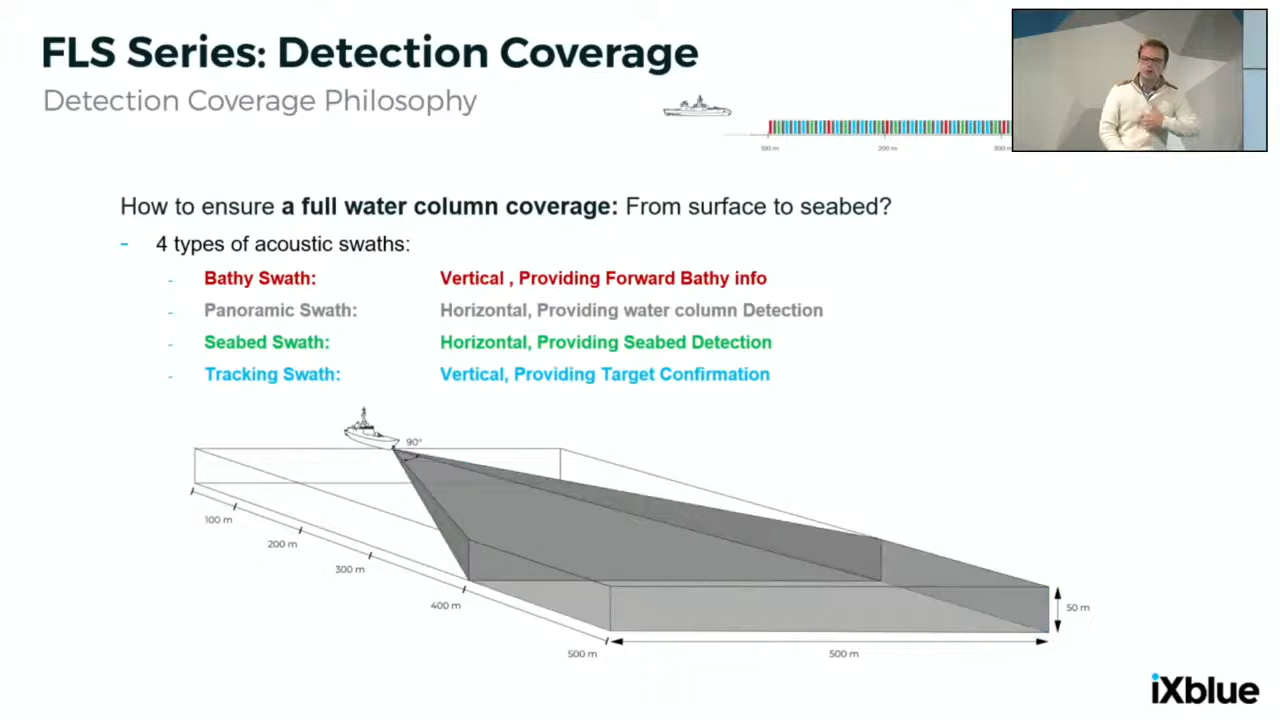 FLS Series: Detection Coverage
Detection Coverage Philosophy
100 m
200 m
300 m
How to ensure a full water column coverage: From surface to seabed?
- 4 types of acoustic swaths:
- Bathy Swath: Vertical , Providing Forward Bathy info
- Panoramic Swath: Horizontal, Providing water column Detection
- Seabed Swath: Horizontal, Providing Seabed Detection
- Tracking Swath: Vertical, Providing Target Confirmation
90°
100 m
200 m
300 m
400 m
500 m
500 m
50 m
iXblue